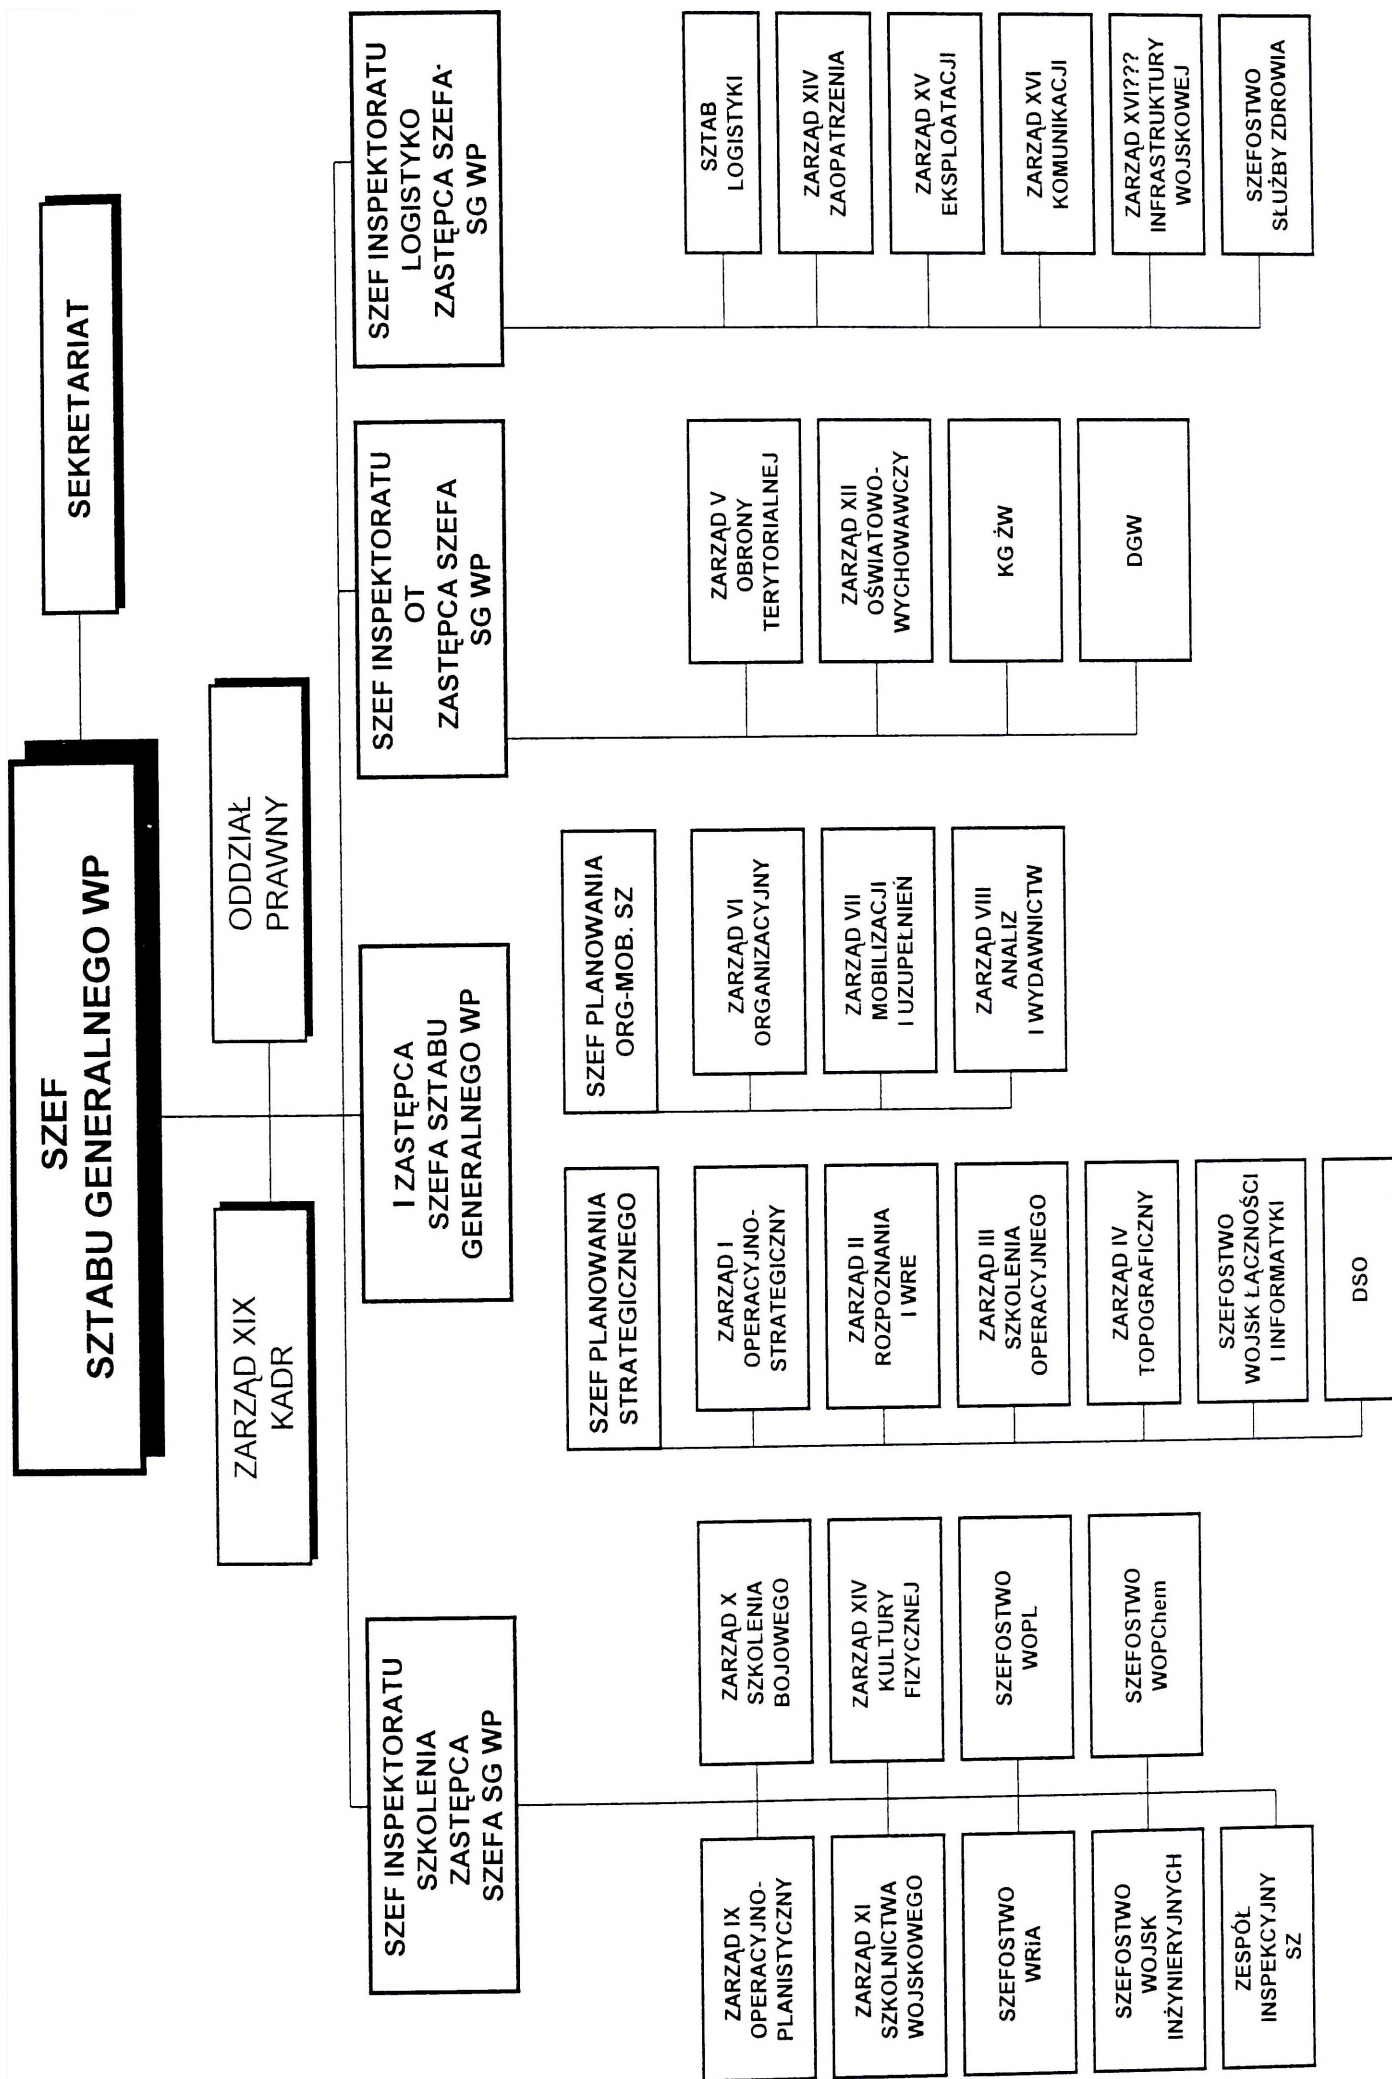 SZEF
SZTABU GENERALNEGO WP
SEKRETARIAT
ZARZĄD XIX
KADR
ODDZIAŁ
PRAWNY
SZEF INSPEKTORATU
SZKOLENIA
ZASTĘPCA
SZEFA SG WP
I ZASTĘPCA
SZEFA SZTABU
GENERALNEGO WP
SZEF INSPEKTORATU
OT
ZASTĘPCA SZEFA
SG WP
SZEF INSPEKTORATU
LOGISTYKO
ZASTĘPCA SZEFA-
SG WP
ZARZĄD IX
OPERACYJNO-
PLANISTYCZNY
ZARZĄD X
SZKOLENIA
BOJOWEGO
ZARZĄD XI
SZKOLNICTWA
WOJSKOWEGO
ZARZĄD XIV
KULTURY
FIZYCZNEJ
SZEFOSTWO
WRiA
SZEFOSTWO
WOPL
SZEFOSTWO
WOJSK
INŻYNIERYJNYCH
SZEFOSTWO
WOPChem
ZESPÓŁ
INSPEKCYJNY
SZ
SZEF PLANOWANIA
STRATEGICZNEGO
ZARZĄD I
OPERACYJNO-
STRATEGICZNY
ZARZĄD II
ROZPOZNANIA
I WRE
ZARZĄD III
SZKOLENIA
OPERACYJNEGO
ZARZĄD IV
TOPOGRAFICZNY
SZEFOSTWO
WOJSK ŁĄCZNOŚCI
I INFORMATYKI
DSO
SZEF PLANOWANIA
ORG-MOB. SZ
ZARZĄD VI
ORGANIZACYJNY
ZARZĄD VII
MOBILIZACJI
I UZUPEŁNIEŃ
ZARZĄD VIII
ANALIZ
I WYDAWNICTW
ZARZĄD V
OBRONY
TERYTORIALNEJ
ZARZĄD XII
OŚWIATOWO-
WYCHOWAWCZY
KG ŻW
DGW
SZTAB
LOGISTYKI
ZARZĄD XIV
ZAOPATRZENIA
ZARZĄD XV
EKSPLOATACJI
ZARZĄD XVI
KOMUNIKACJI
ZARZĄD XVI???
INFRASTRUKTURY
WOJSKOWEJ
SZEFOSTWO
SŁUŻBY ZDROWIA